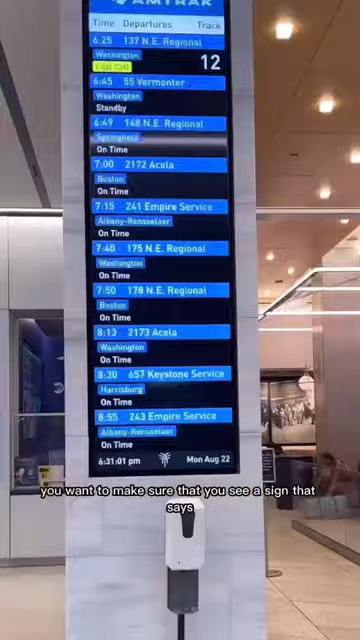 AMTRAK
Time Departures Track
6:25 137 N.E. Regional
Washington
Last Call
12
6:45 55 Vermonter
Washington
Standby
6:49 148 N.E. Regional
Springfield
On Time
7:00 2172 Acela
Boston
On Time
7:15 241 Empire Service
Albany-Rensselaer
On Time
7:40 175 N.E. Regional
Washington
On Time
7:50 178 N.E. Regional
Boston
On Time
8:13 2173 Acela
Washington
On Time
8:30 657 Keystone Service
Harrisburg
On Time
8:55 243 Empire Service
Albany-Rensselaer
On Time
6:31:01 pm Mon Aug 22
you want to make sure that you see a sign that
says